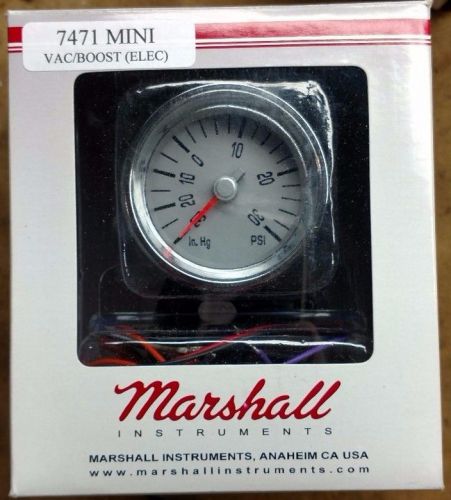 7471 MINI
VAC/BOOST (ELEC)
0
10
10
20
20
30
In. Hg
PSI
Marshall
INSTRUMENTS
MARSHALL INSTRUMENTS, ANAHEIM CA USA
www.marshallinstruments.com